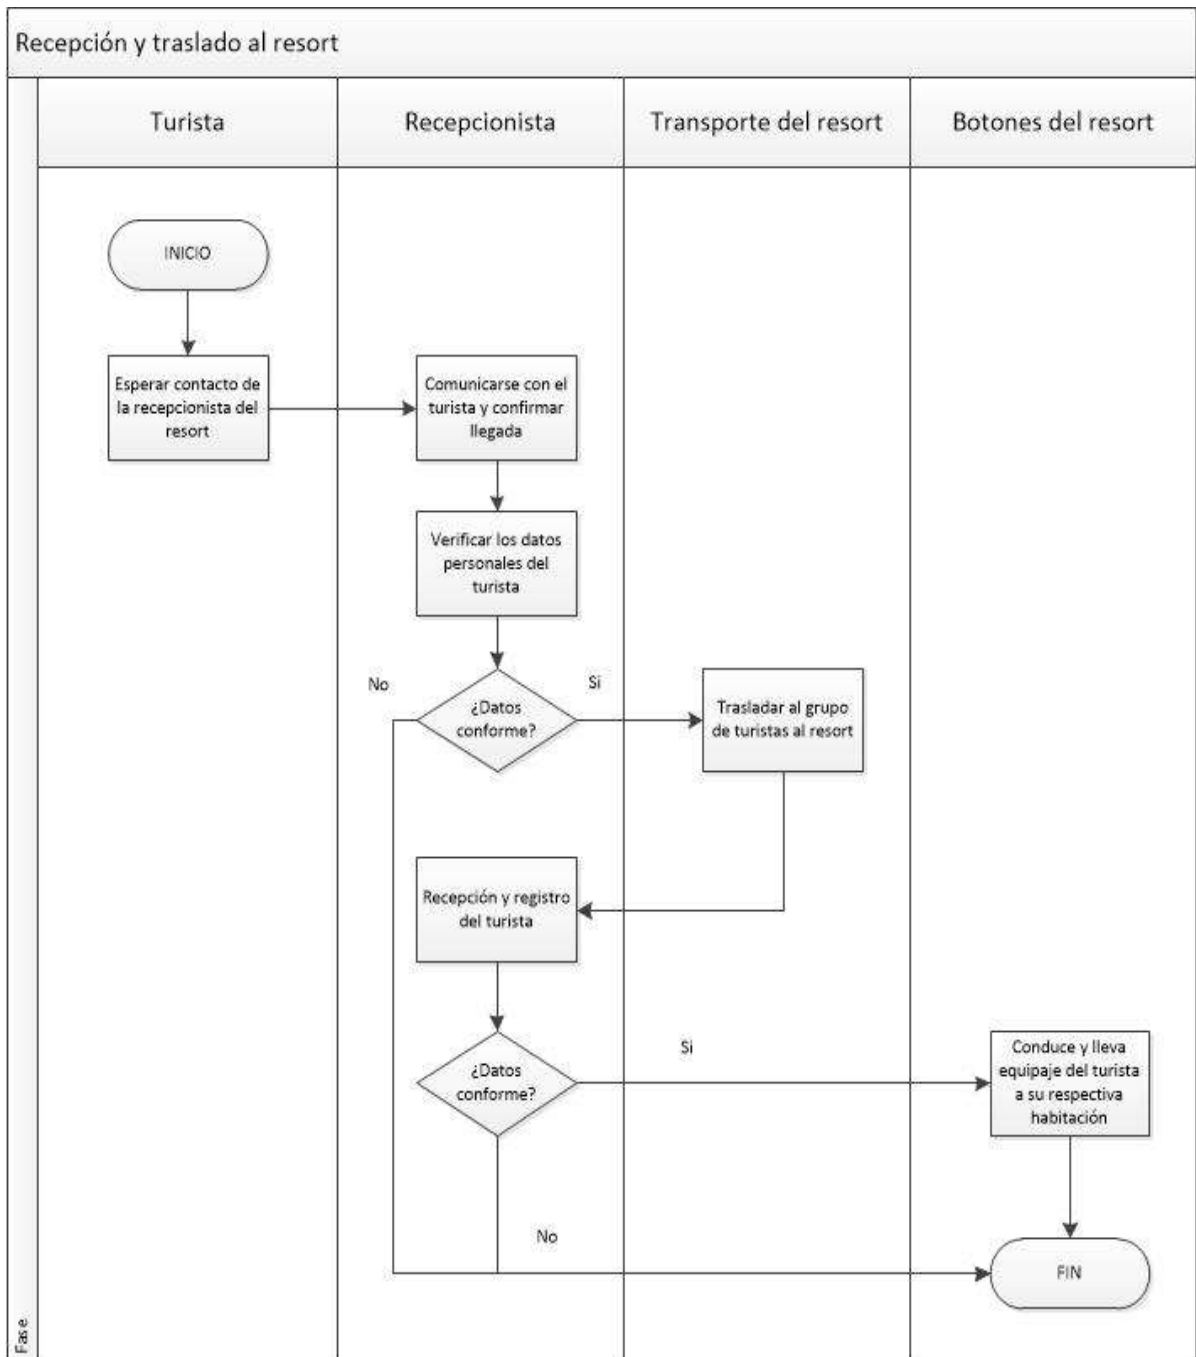 Recepción y traslado al resort
Turista
Recepcionista
Transporte del resort
Botones del resort
INICIO
Esperar contacto de
la recepcionista del
resort
Comunicarse con el
turista y confirmar
llegada
Verificar los datos
personales del
turista
No
¿Datos
conforme?
Si
Trasladar al grupo
de turistas al resort
Recepción y registro
del turista
¿Datos
conforme?
Si
Conduce y lleva
equipaje del turista
a su respectiva
habitación
No
FIN
Fase